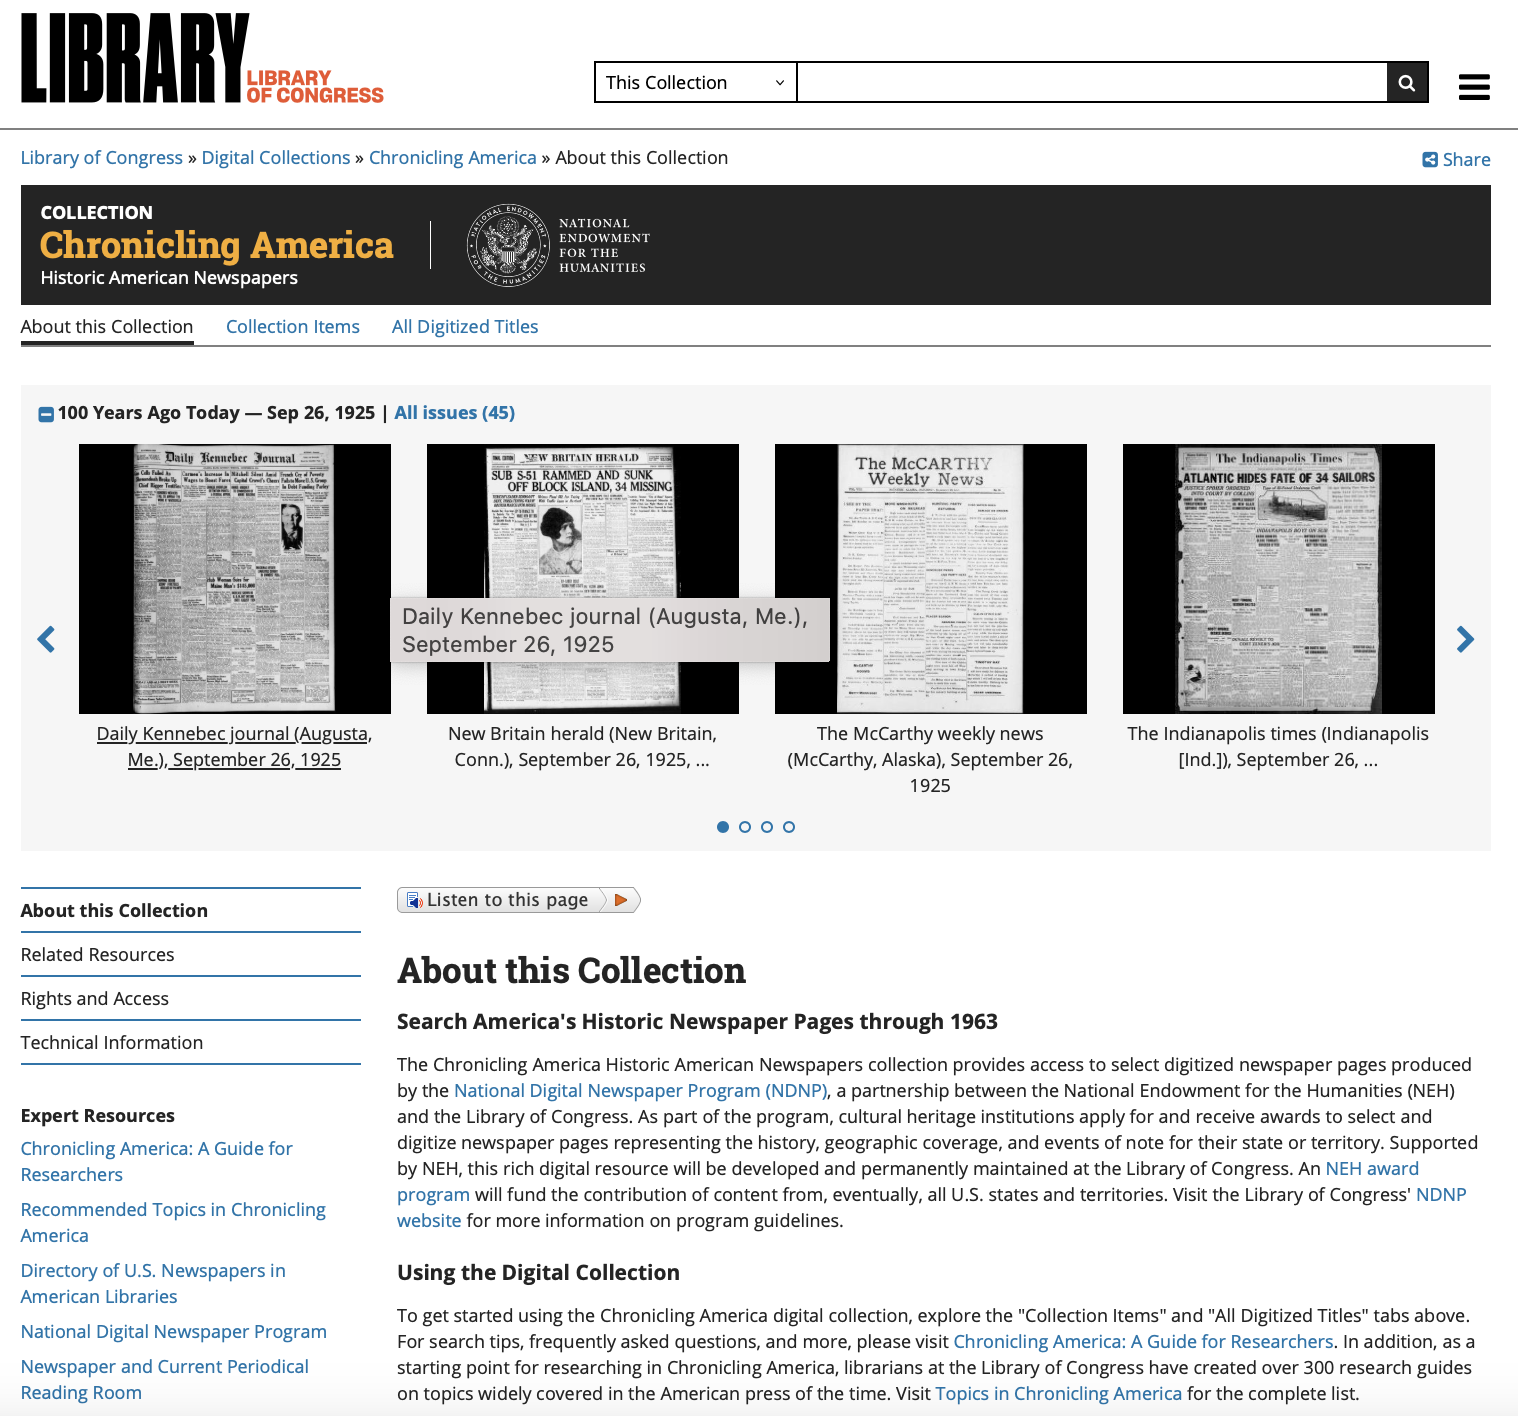 LIBRARY
LIBRARY
OF CONGRESS
This Collection
Library of Congress » Digital Collections » Chronicling America » About this Collection
Share
COLLECTION
Chronicling America
Historic American Newspapers
NATIONAL ENDOWMENT FOR THE HUMANITIES
NATIONAL
ENDOWMENT
FOR THE
HUMANITIES
About this Collection
Collection Items
All Digitized Titles
100 Years Ago Today — Sep 26, 1925 | All issues (45)
Daily Kennebec Journal
NEW BRITAIN HERALD
SUB S-51 RAMMED AND SUNK
OFF BLOCK ISLAND, 34 MISSING
The McCARTHY
Weekly News
The Indianapolis Times
ATLANTIC HIDES FATE OF 34 SAILORS
Daily Kennebec journal (Augusta, Me.),
September 26, 1925
Daily Kennebec journal (Augusta,
Me.), September 26, 1925
New Britain herald (New Britain,
Conn.), September 26, 1925, ...
The McCarthy weekly news
(McCarthy, Alaska), September 26,
1925
The Indianapolis times (Indianapolis
[Ind.]), September 26, ...
About this Collection
Related Resources
Rights and Access
Technical Information
Expert Resources
Chronicling America: A Guide for
Researchers
Recommended Topics in Chronicling
America
Directory of U.S. Newspapers in
American Libraries
National Digital Newspaper Program
Newspaper and Current Periodical
Reading Room
Listen to this page
About this Collection
Search America's Historic Newspaper Pages through 1963
The Chronicling America Historic American Newspapers collection provides access to select digitized newspaper pages produced
by the National Digital Newspaper Program (NDNP), a partnership between the National Endowment for the Humanities (NEH)
and the Library of Congress. As part of the program, cultural heritage institutions apply for and receive awards to select and
digitize newspaper pages representing the history, geographic coverage, and events of note for their state or territory. Supported
by NEH, this rich digital resource will be developed and permanently maintained at the Library of Congress. An NEH award
program will fund the contribution of content from, eventually, all U.S. states and territories. Visit the Library of Congress' NDNP
website for more information on program guidelines.
Using the Digital Collection
To get started using the Chronicling America digital collection, explore the "Collection Items" and "All Digitized Titles" tabs above.
For search tips, frequently asked questions, and more, please visit Chronicling America: A Guide for Researchers. In addition, as a
starting point for researching in Chronicling America, librarians at the Library of Congress have created over 300 research guides
on topics widely covered in the American press of the time. Visit Topics in Chronicling America for the complete list.